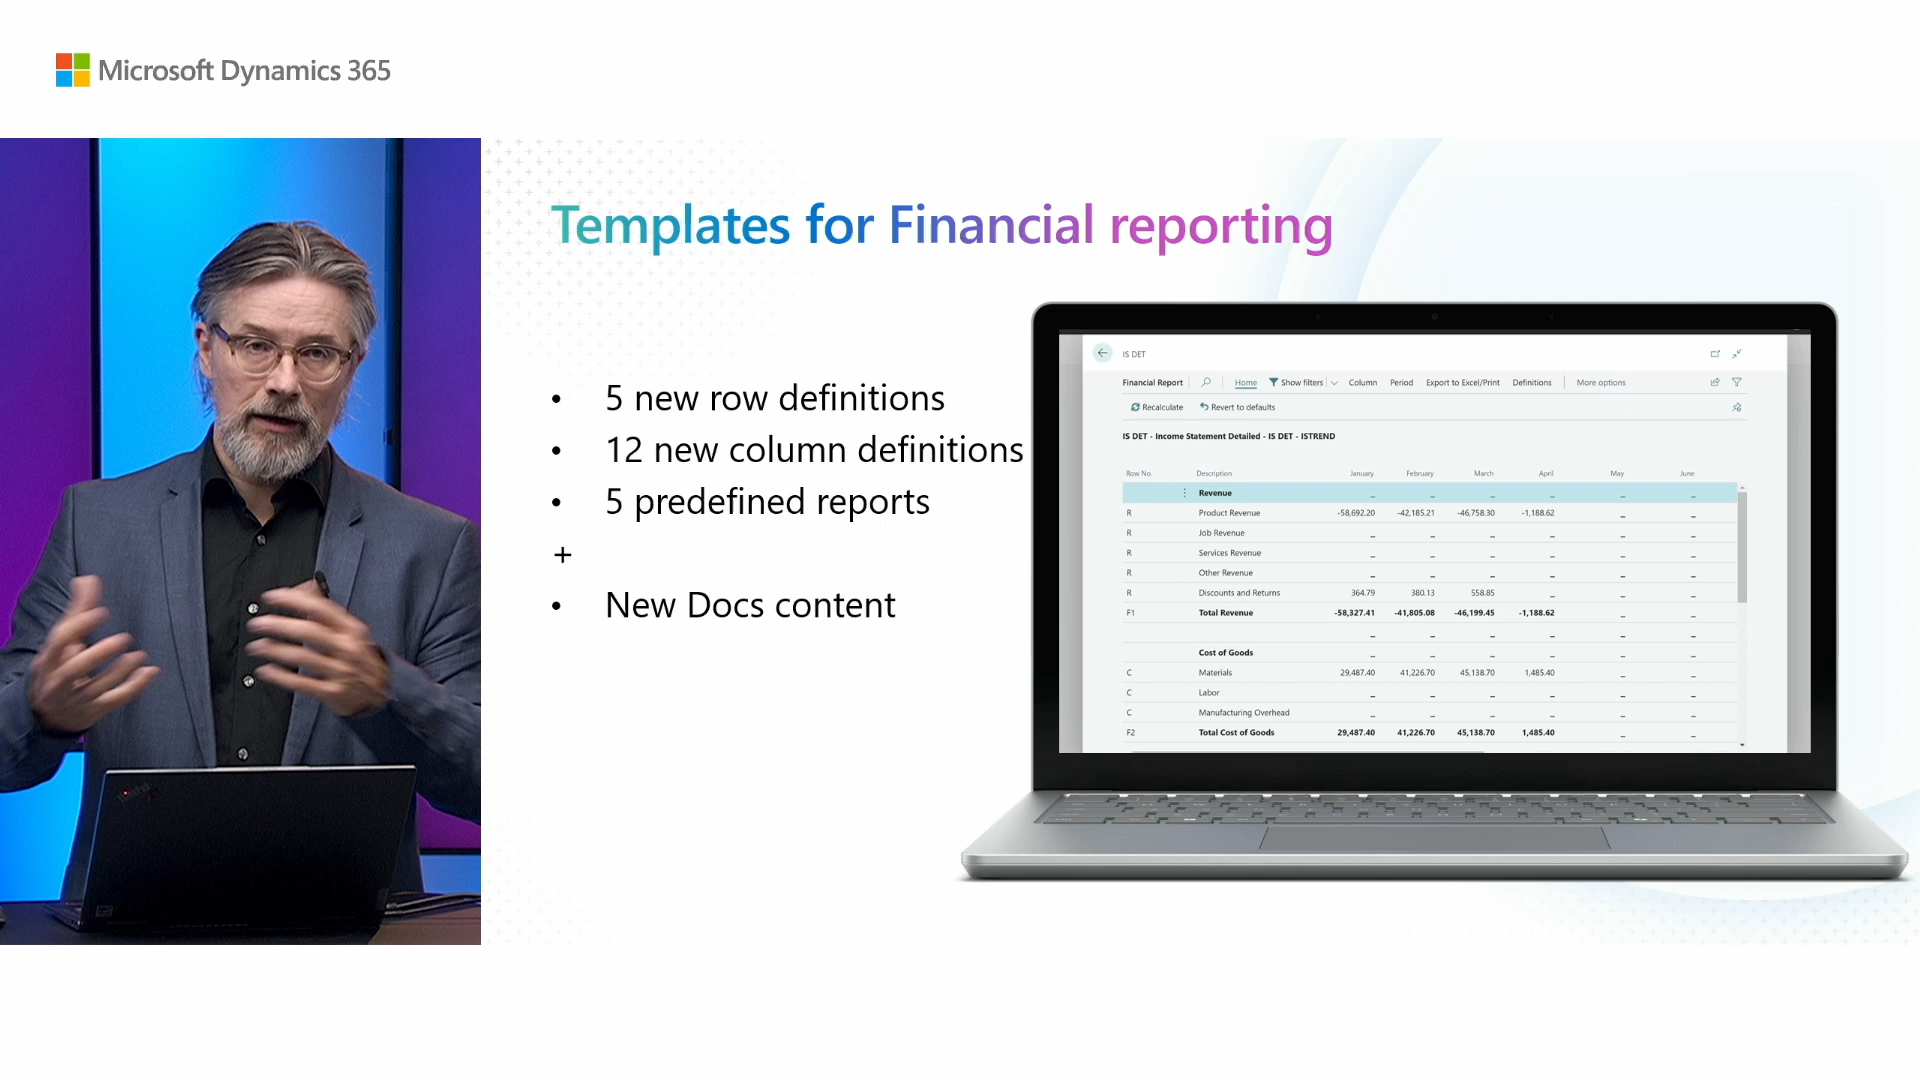 Microsoft Dynamics 365
Templates for Financial reporting
• 5 new row definitions
• 12 new column definitions
• 5 predefined reports
+
• New Docs content
IS DET
Financial Report Home Show filters Column Period Export to Excel/Print Definitions More options
Recalculate Revert to defaults
IS DET - Income Statement Detailed - IS DET - ISTREND
Row No. Description January February March April May June
Revenue _ _ _ _ _ _
R Product Revenue -58,692.20 -42,185.21 -46,758.30 -1,188.62 _ _
R Job Revenue _ _ _ _ _ _
R Services Revenue _ _ _ _ _ _
R Other Revenue _ _ _ _ _ _
R Discounts and Returns 364.79 380.13 558.85 _ _ _
F1 Total Revenue -58,327.41 -41,805.08 -46,199.45 -1,188.62 _ _
_ _ _ _ _ _
Cost of Goods _ _ _ _ _ _
C Materials 29,487.40 41,226.70 45,138.70 1,485.40 _ _
C Labor _ _ _ _ _ _
C Manufacturing Overhead _ _ _ _ _ _
F2 Total Cost of Goods 29,487.40 41,226.70 45,138.70 1,485.40 _ _